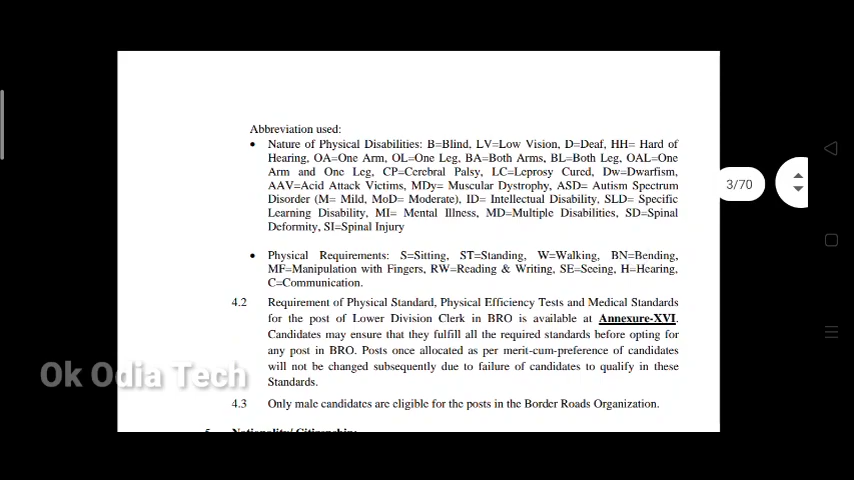 Abbreviation used:
• Nature of Physical Disabilities: B=Blind, LV=Low Vision, D=Deaf, HH= Hard of
Hearing, OA=One Arm, OL=One Leg, BA=Both Arms, BL=Both Leg, OAL=One
Arm and One Leg, CP=Cerebral Palsy, LC=Leprosy Cured, Dw=Dwarfism,
AAV=Acid Attack Victims, MDy= Muscular Dystrophy, ASD= Autism Spectrum
Disorder (M= Mild, MoD= Moderate), ID= Intellectual Disability, SLD= Specific
Learning Disability, MI= Mental Illness, MD=Multiple Disabilities, SD=Spinal
Deformity, SI=Spinal Injury
3/70
• Physical Requirements: S=Sitting, ST=Standing, W=Walking, BN=Bending,
MF=Manipulation with Fingers, RW=Reading & Writing, SE=Seeing, H=Hearing,
C=Communication.
4.2 Requirement of Physical Standard, Physical Efficiency Tests and Medical Standards
for the post of Lower Division Clerk in BRO is available at Annexure-XVI.
Candidates may ensure that they fulfill all the required standards before opting for
any post in BRO. Posts once allocated as per merit-cum-preference of candidates
will not be changed subsequently due to failure of candidates to qualify in these
Standards.
Ok Odia Tech
4.3 Only male candidates are eligible for the posts in the Border Roads Organization.
5 Nationality/ Citizenship: